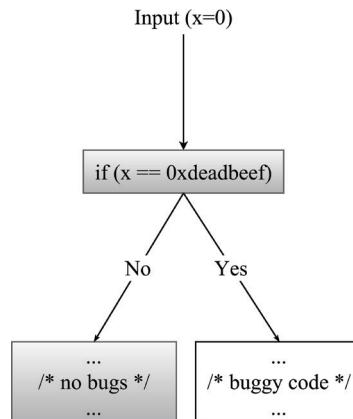 Input (x=0)
if (x == 0xdeadbeef)
No
Yes
...
/* no bugs */
...
...
/* buggy code */
...